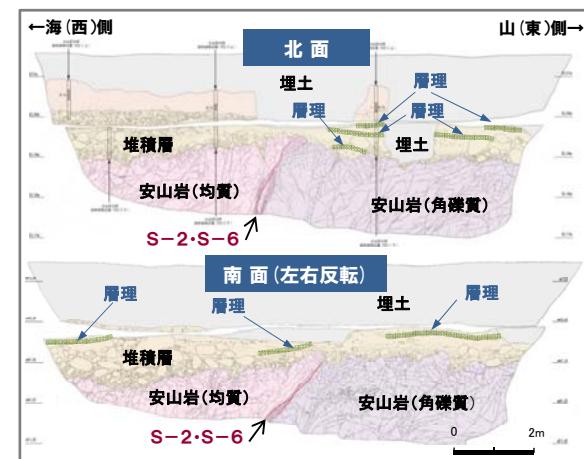 ←海(西)側
山(東)側→
北 面
埋土
層理
層理
層理
堆積層
埋土
安山岩(均質)
安山岩(角礫質)
S-2・S-6
南 面(左右反転)
埋土
層理
層理
層理
堆積層
安山岩(均質)
安山岩(角礫質)
S-2・S-6
0 2m